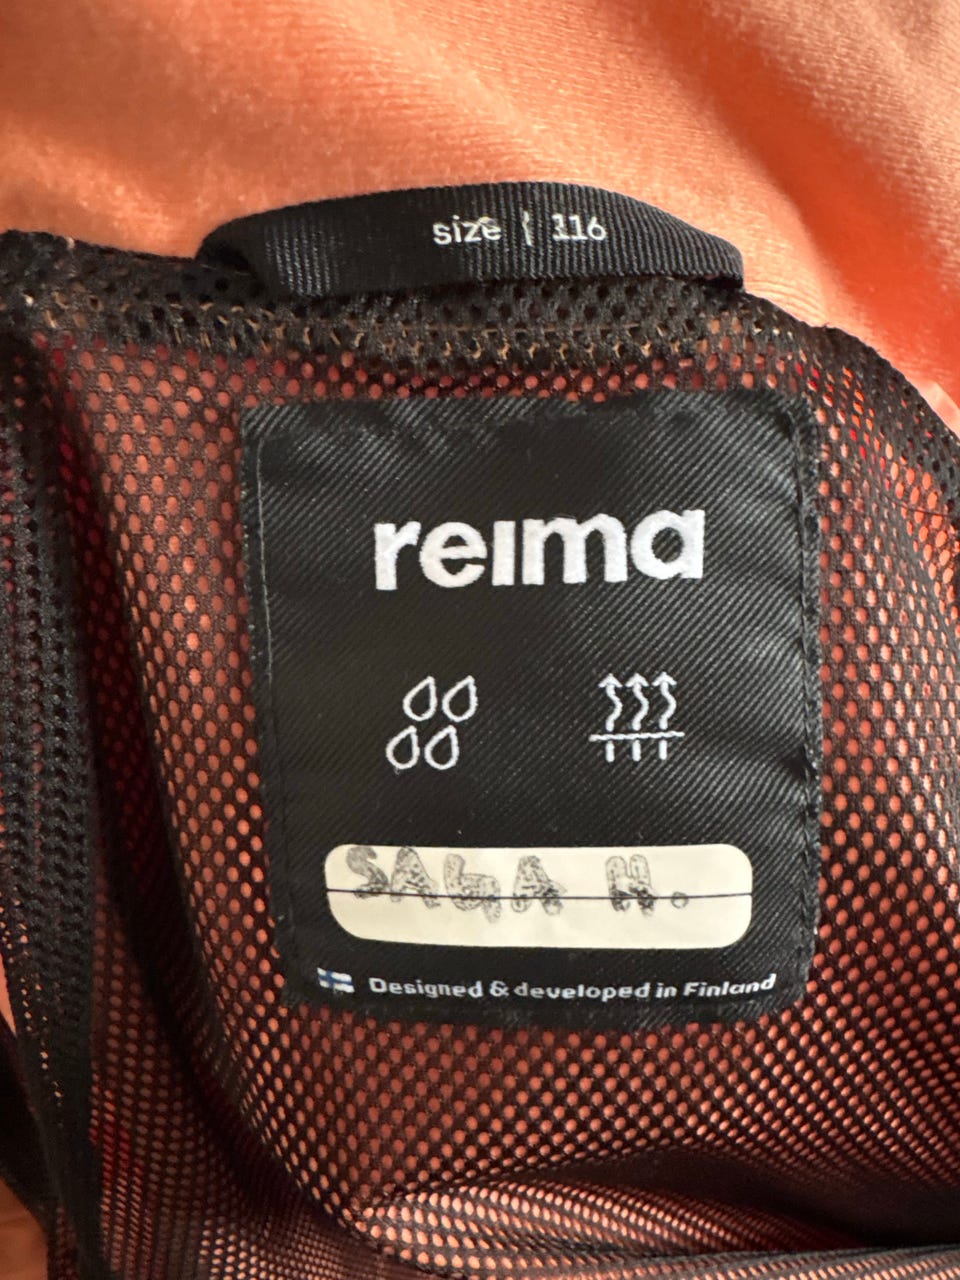 size | 116
reima
SAGA H.
Designed & developed in Finland